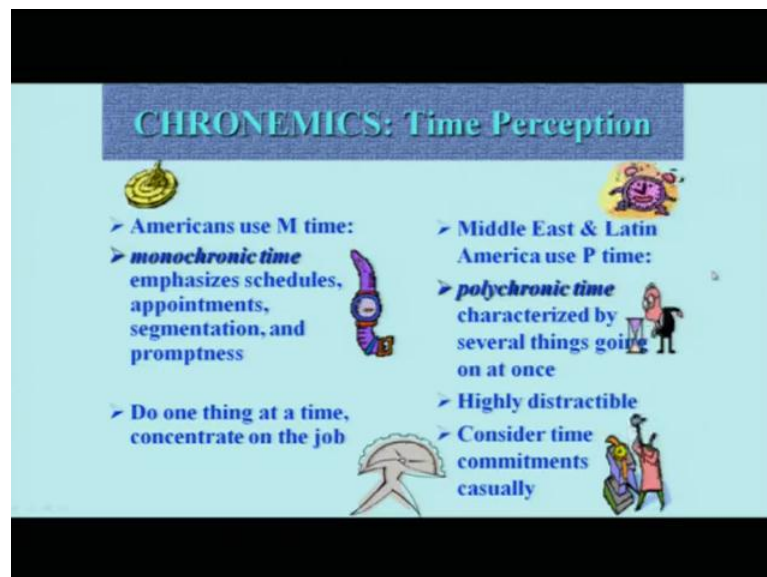 CHRONEMICS: Time Perception
➢ Americans use M time:
➢ monochronic time
emphasizes schedules,
appointments,
segmentation, and
promptness
➢ Do one thing at a time,
concentrate on the job
➢ Middle East & Latin
America use P time:
➢ polychronic time
characterized by
several things going
on at once
➢ Highly distractible
➢ Consider time
commitments
casually